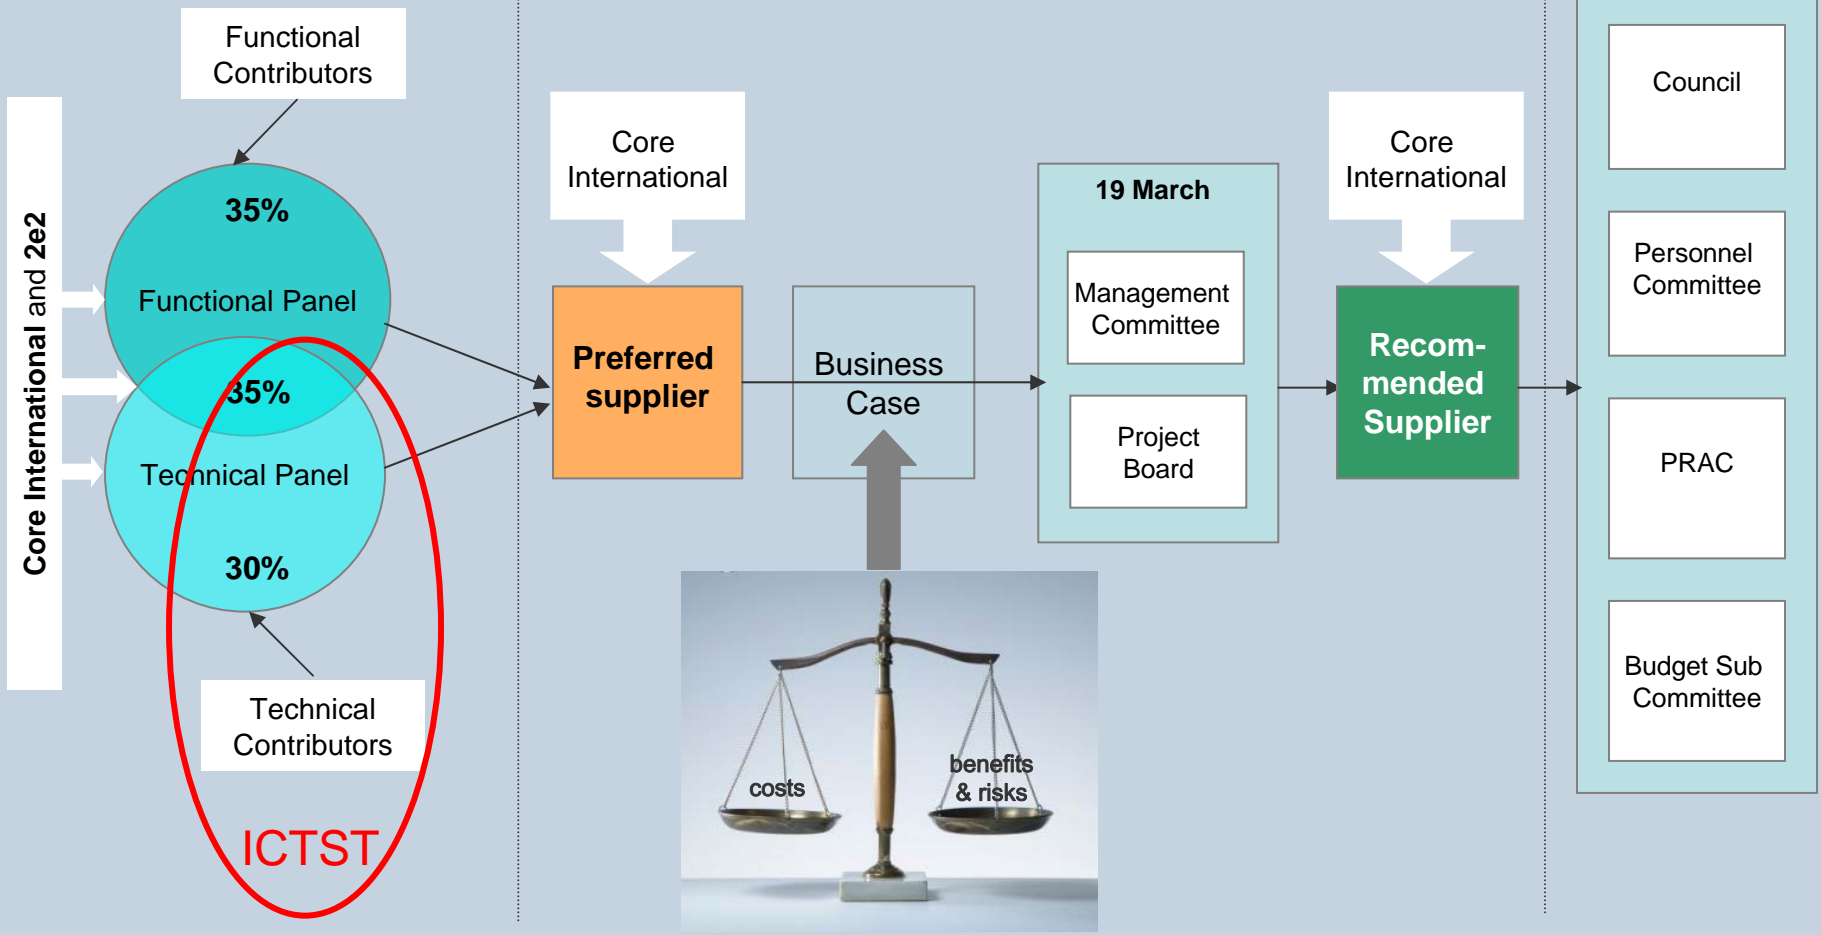 Core International and 2e2
Functional
Contributors
35%
Functional Panel
35%
Technical Panel
30%
Technical
Contributors
ICTST
Core
International
Preferred
supplier
Business
Case
costs
benefits
& risks
19 March
Management
Committee
Project
Board
Core
International
Recom-
mended
Supplier
Council
Personnel
Committee
PRAC
Budget Sub
Committee